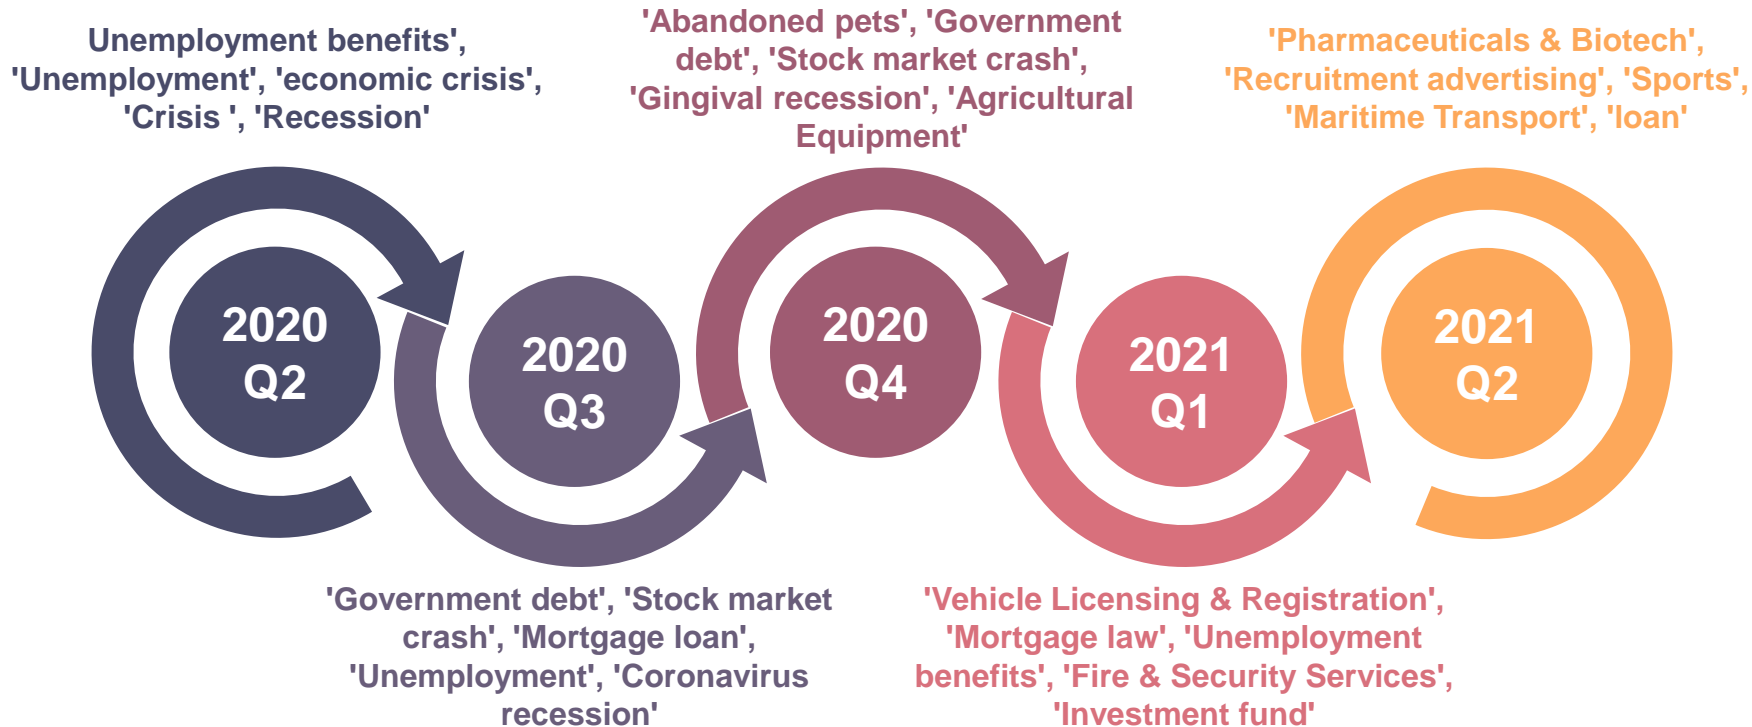 Unemployment benefits',
'Unemployment', 'economic crisis',
'Crisis ', 'Recession'
2020
Q2
'Government debt', 'Stock market
crash', 'Mortgage loan',
'Unemployment', 'Coronavirus
recession'
2020
Q3
'Abandoned pets', 'Government
debt', 'Stock market crash',
'Gingival recession', 'Agricultural
Equipment'
2020
Q4
'Vehicle Licensing & Registration',
'Mortgage law', 'Unemployment
benefits', 'Fire & Security Services',
'Investment fund'
2021
Q1
'Pharmaceuticals & Biotech',
'Recruitment advertising', 'Sports',
'Maritime Transport', 'loan'
2021
Q2